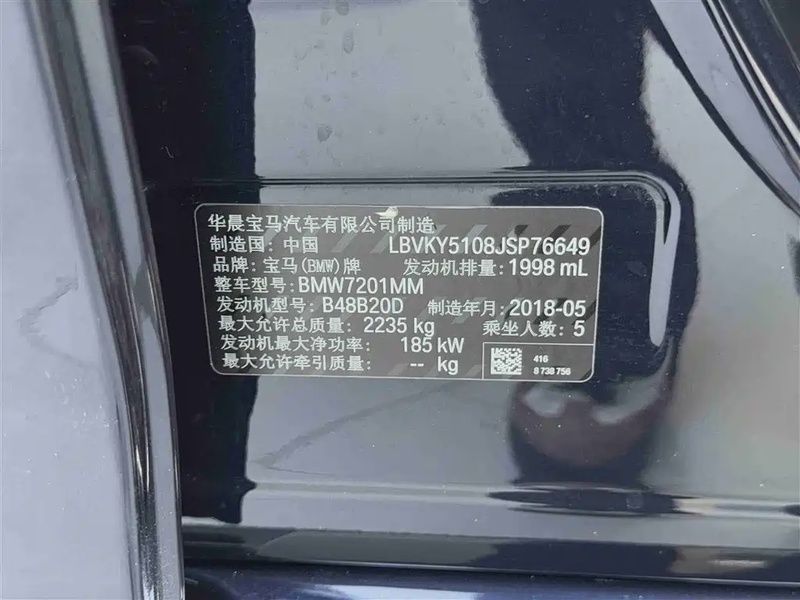 华晨宝马汽车有限公司制造
制造国: 中国 LBVKY5108JSP76649
品牌: 宝马(BMW)牌 发动机排量: 1998 mL
整车型号: BMW7201MM
发动机型号: B48B20D 制造年月: 2018-05
最大允许总质量: 2235 kg 乘坐人数: 5
发动机最大净功率: 185 kW
最大允许牵引质量: -- kg
416
8 738 756